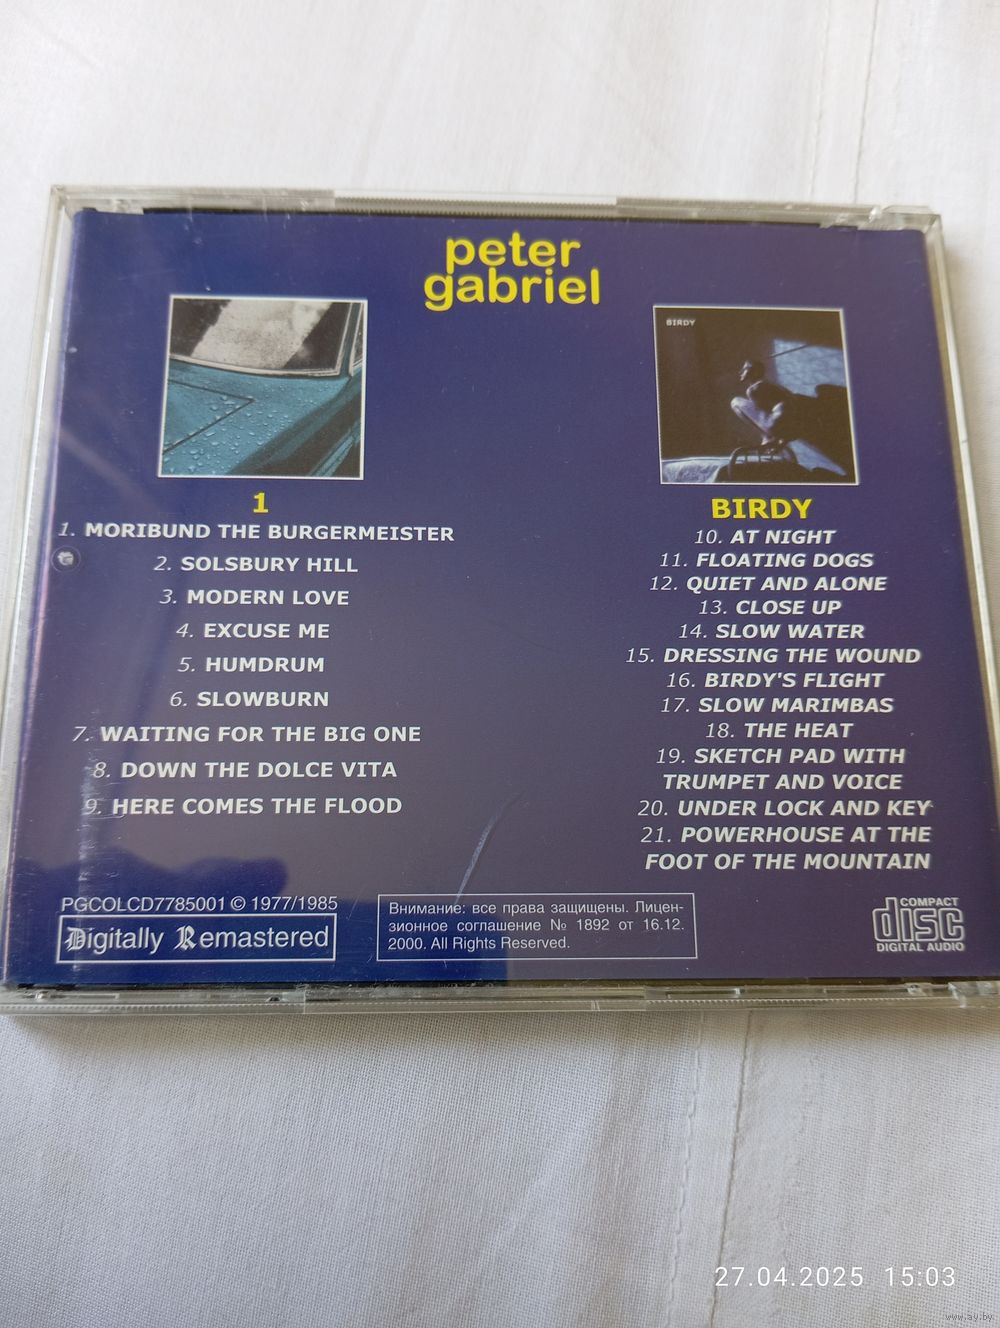 peter
gabriel
BIRDY
1
1. MORIBUND THE BURGERMEISTER
2. SOLSBURY HILL
3. MODERN LOVE
4. EXCUSE ME
5. HUMDRUM
6. SLOWBURN
7. WAITING FOR THE BIG ONE
8. DOWN THE DOLCE VITA
9. HERE COMES THE FLOOD
BIRDY
10. AT NIGHT
11. FLOATING DOGS
12. QUIET AND ALONE
13. CLOSE UP
14. SLOW WATER
15. DRESSING THE WOUND
16. BIRDY'S FLIGHT
17. SLOW MARIMBAS
18. THE HEAT
19. SKETCH PAD WITH
TRUMPET AND VOICE
20. UNDER LOCK AND KEY
21. POWERHOUSE AT THE
FOOT OF THE MOUNTAIN
PGCOLCD7785001 © 1977/1985
Digitally Remastered
Внимание: все права защищены. Лицен-
зионное соглашение № 1892 от 16.12.
2000. All Rights Reserved.
COMPACT
disc
DIGITAL AUDIO
27.04.2025 15:03
www.ay.by